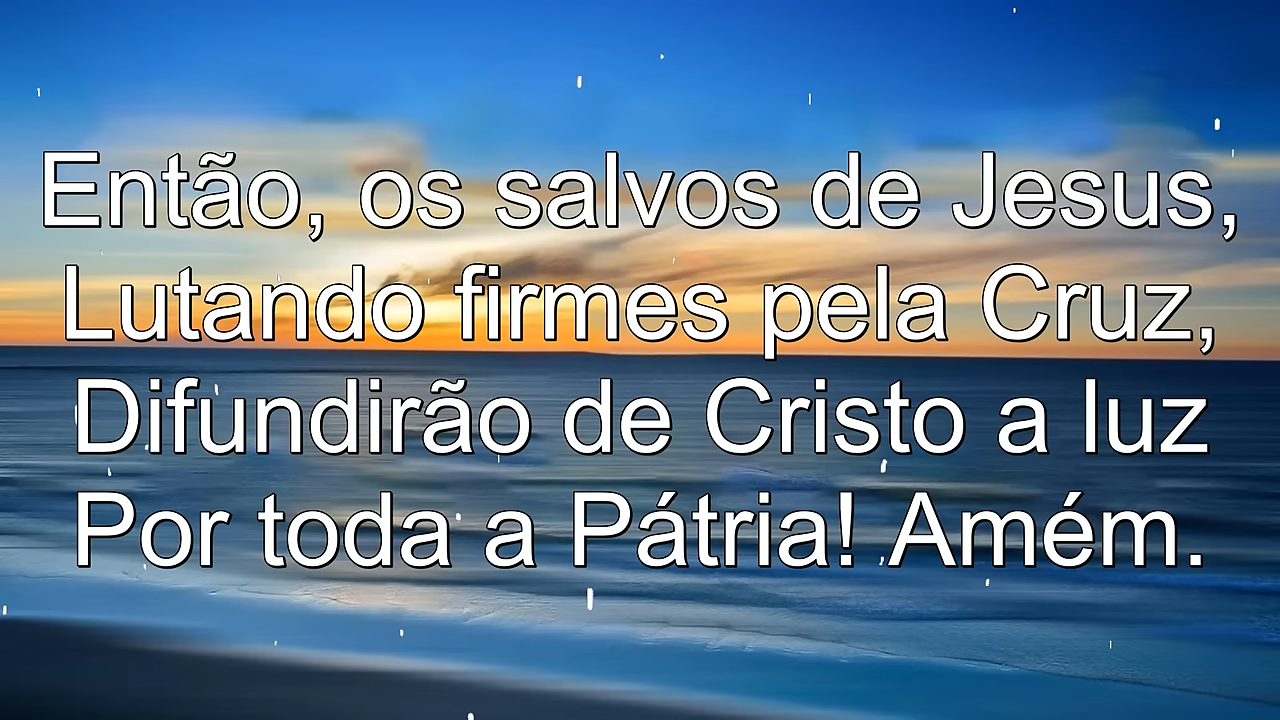 Então, os salvos de Jesus,
Lutando firmes pela Cruz,
Difundirão de Cristo a luz
Por toda a Pátria! Amém.